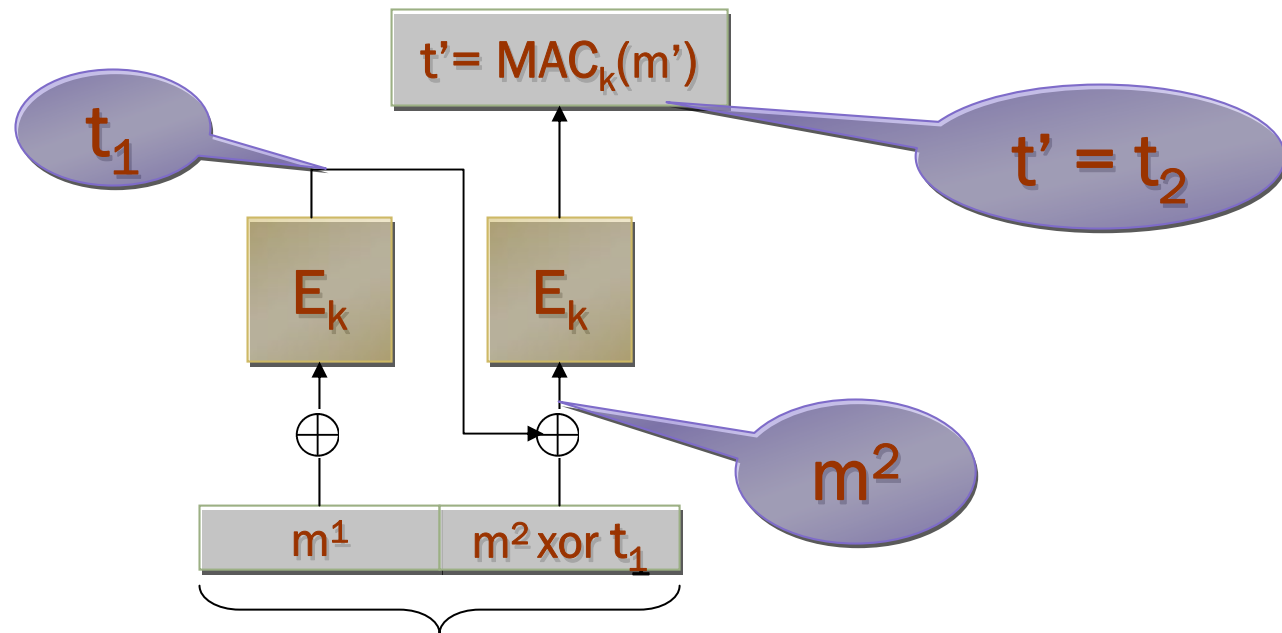 t’= MACₖ(m’)
t₁
t’ = t₂
Eₖ
Eₖ
m²
m¹
m² xor t₁